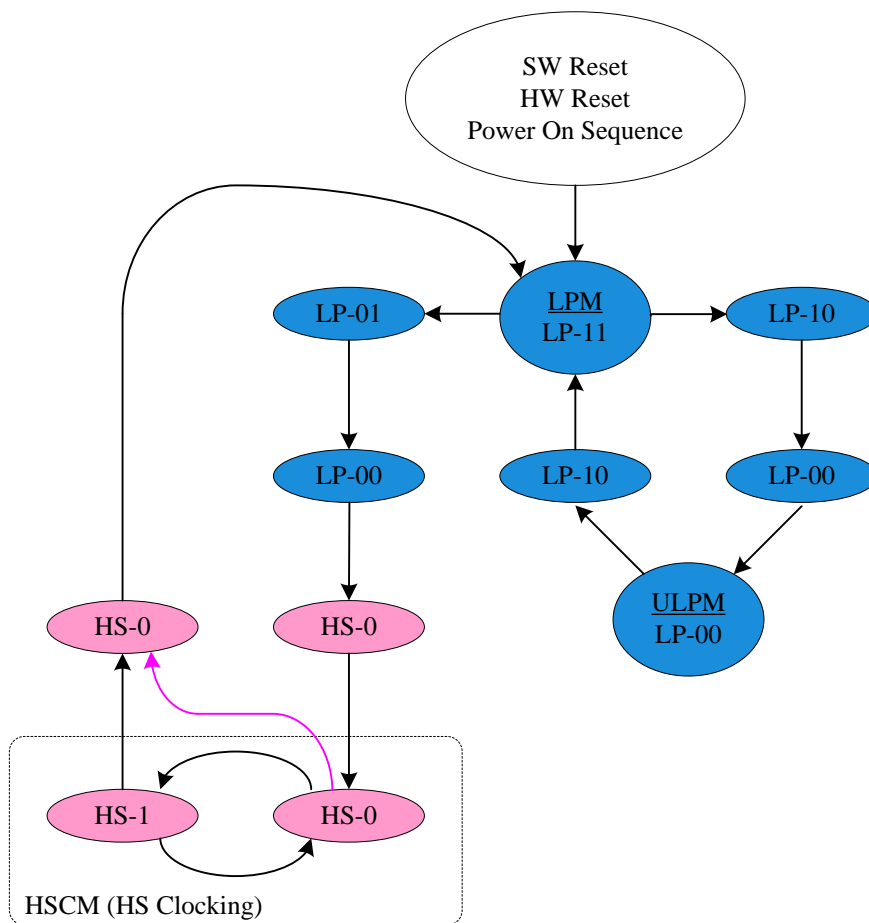 SW Reset
HW Reset
Power On Sequence
LP-01
LPM
LP-11
LP-10
LP-00
LP-10
LP-00
ULPM
LP-00
HS-0
HS-0
HS-1
HS-0
HSCM (HS Clocking)